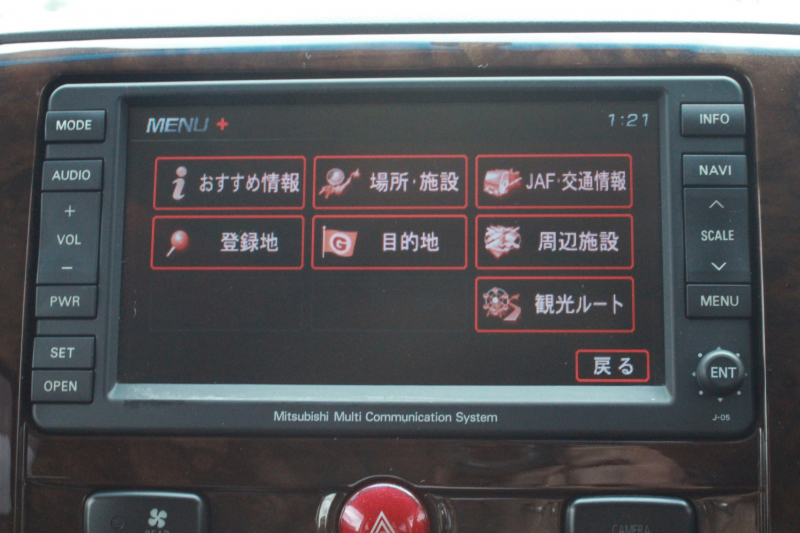 MODE
MENU +
1:21
INFO
AUDIO
おすすめ情報
場所・施設
JAF・交通情報
NAVI
+
VOL
−
登録地
G
目的地
周辺施設
SCALE
PWR
観光ルート
MENU
SET
戻る
ENT
OPEN
Mitsubishi Multi Communication System
J-05
REAR
CAMERA